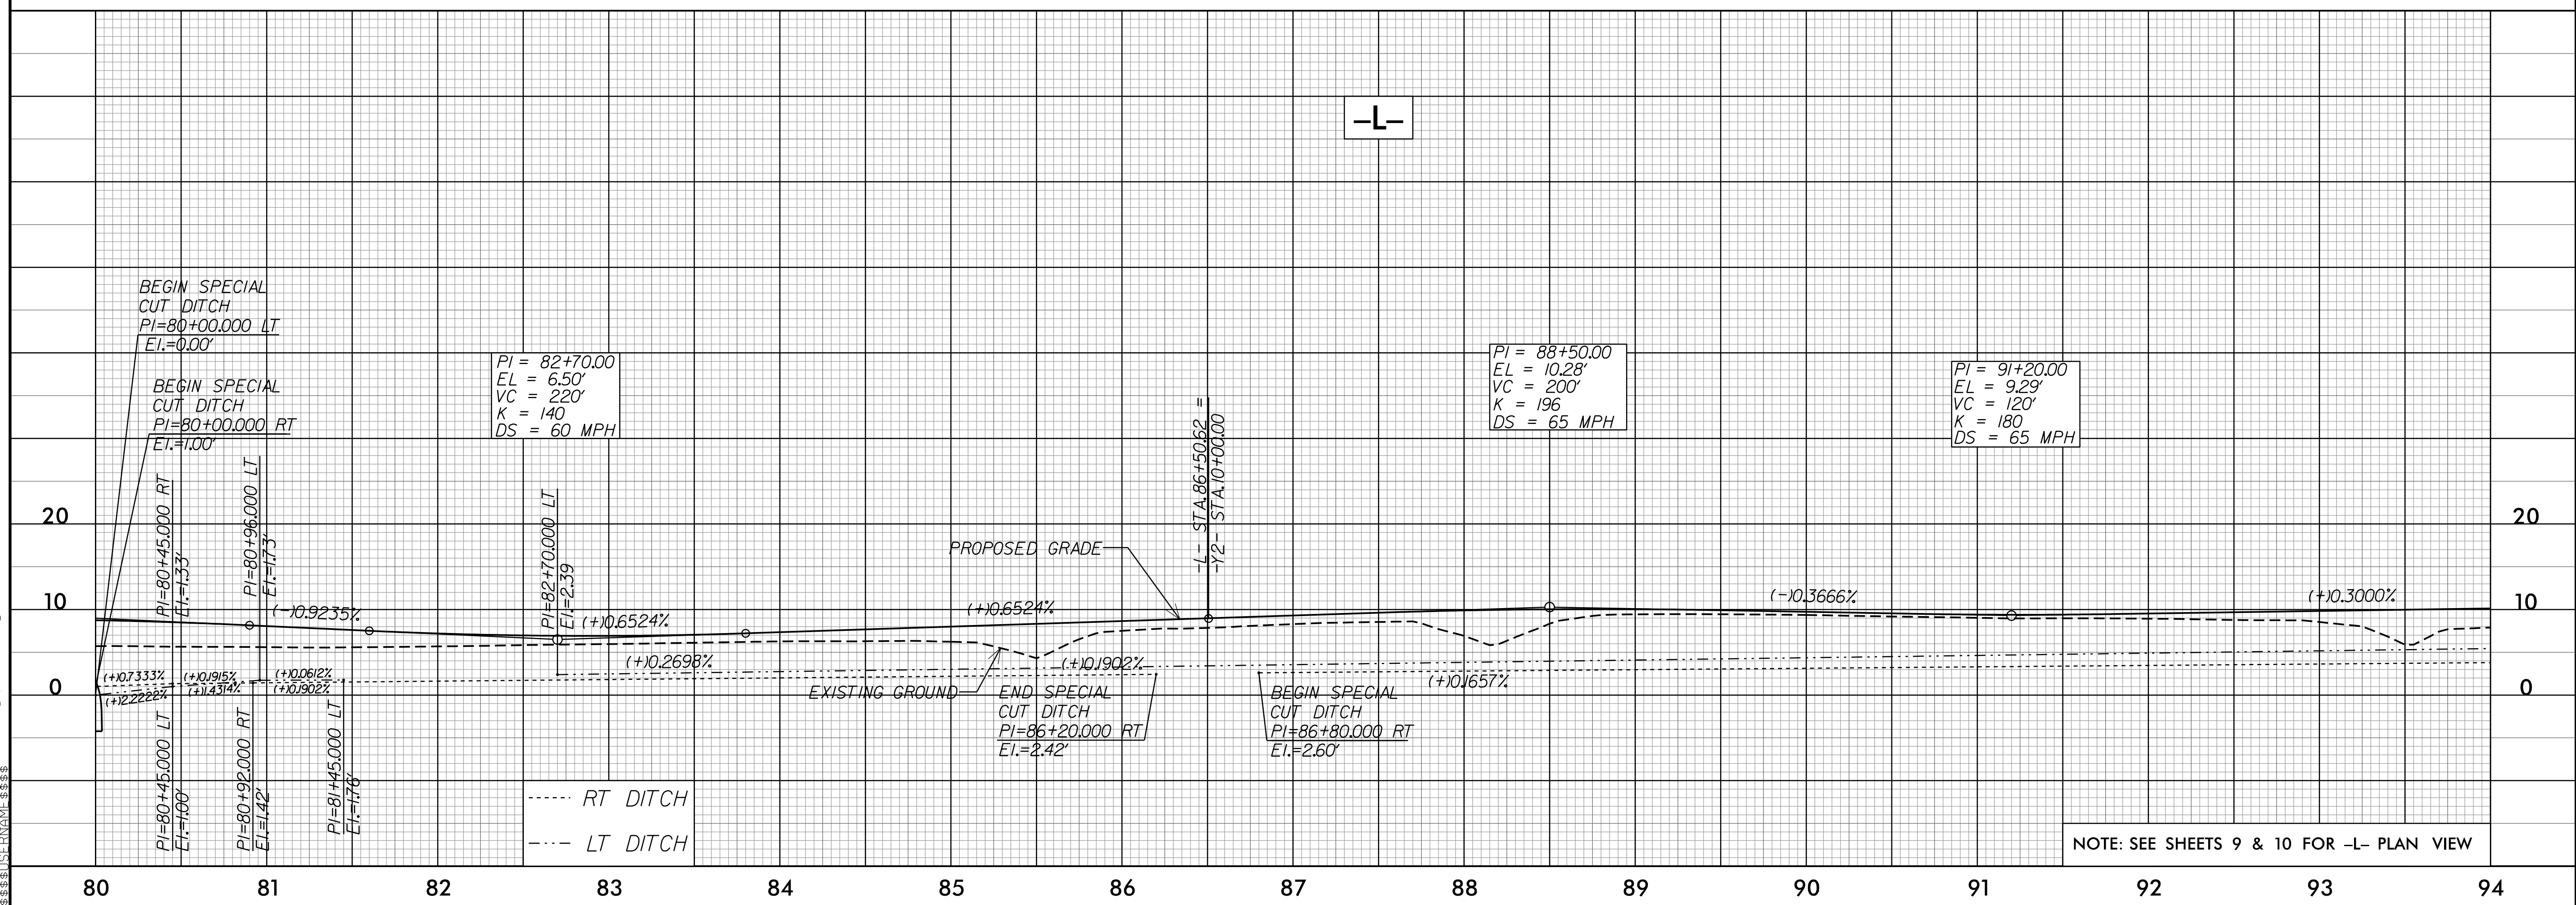 –L–
BEGIN SPECIAL
CUT DITCH
PI=80+00.000 LT
El.=0.00'
BEGIN SPECIAL
CUT DITCH
PI=80+00.000 RT
El.=1.00'
PI = 82+70.00
EL = 6.50'
VC = 220'
K = 140
DS = 60 MPH
PI = 88+50.00
EL = 10.28'
VC = 200'
K = 196
DS = 65 MPH
PI = 91+20.00
EL = 9.29'
VC = 120'
K = 180
DS = 65 MPH
PI=80+45.000 RT
El.=1.33'
PI=80+96.000 LT
El.=1.73'
PI=82+70.000 LT
El.=2.39
-L- STA.86+50.62 =
-Y2- STA.10+00.00
20
20
PROPOSED GRADE
10
(-)0.9235%
(+)0.6524%
(+)0.6524%
(-)0.3666%
(+)0.3000%
10
(+)0.7333%
(+)0.1915%
(+)0.0612%
(+)0.2698%
(+)0.1902%
(+)2.2222%
(+)1.4314%
(+)0.1902%
(+)0.1657%
0
0
EXISTING GROUND
END SPECIAL
CUT DITCH
PI=86+20.000 RT
El.=2.42'
BEGIN SPECIAL
CUT DITCH
PI=86+80.000 RT
El.=2.60'
PI=80+45.000 LT
El.=1.00'
PI=80+92.000 RT
El.=1.42'
PI=81+45.000 LT
El.=1.76'
RT DITCH
LT DITCH
NOTE: SEE SHEETS 9 & 10 FOR –L– PLAN VIEW
80 81 82 83 84 85 86 87 88 89 90 91 92 93 94
$$$$USERNAME$$$$